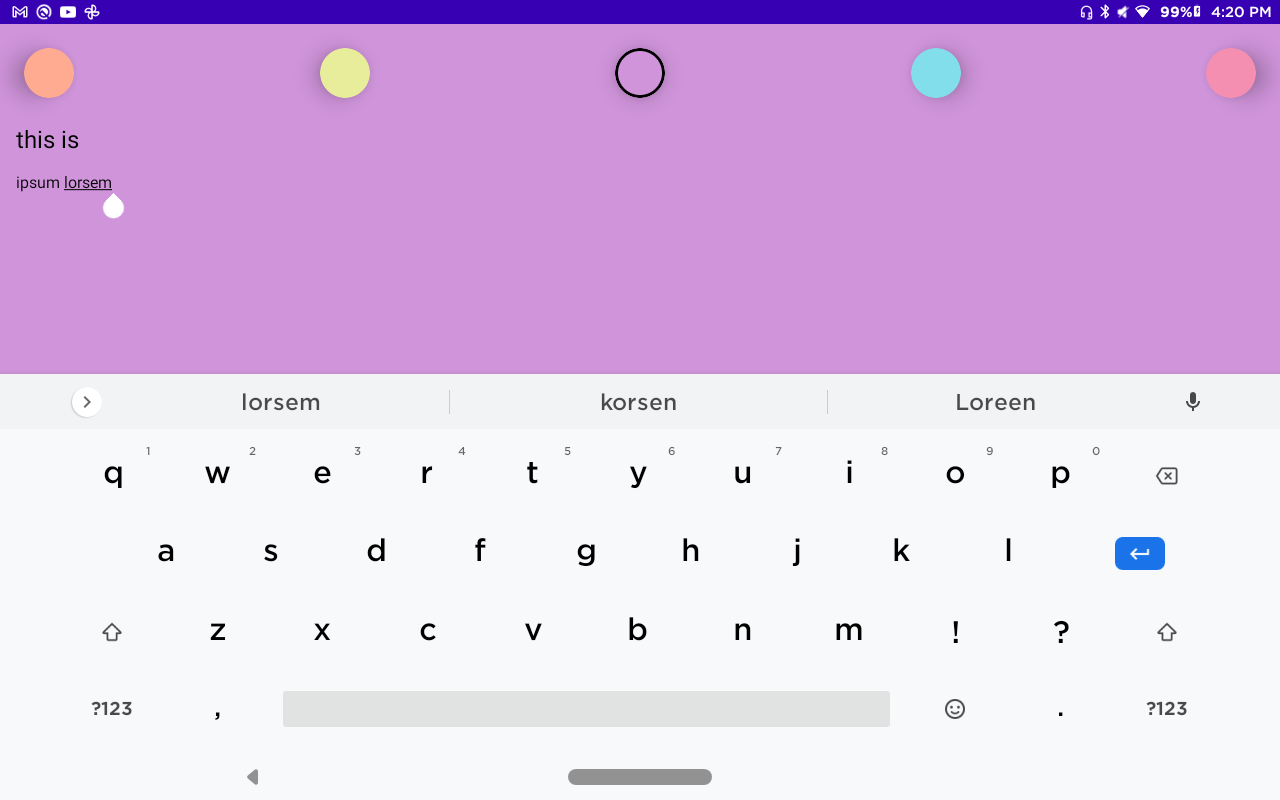 99% 4:20 PM
this is
ipsum lorsem
lorsem korsen Loreen
1 2 3 4 5 6 7 8 9 0
q w e r t y u i o p
a s d f g h j k l
z x c v b n m ! ?
?123 , . ?123